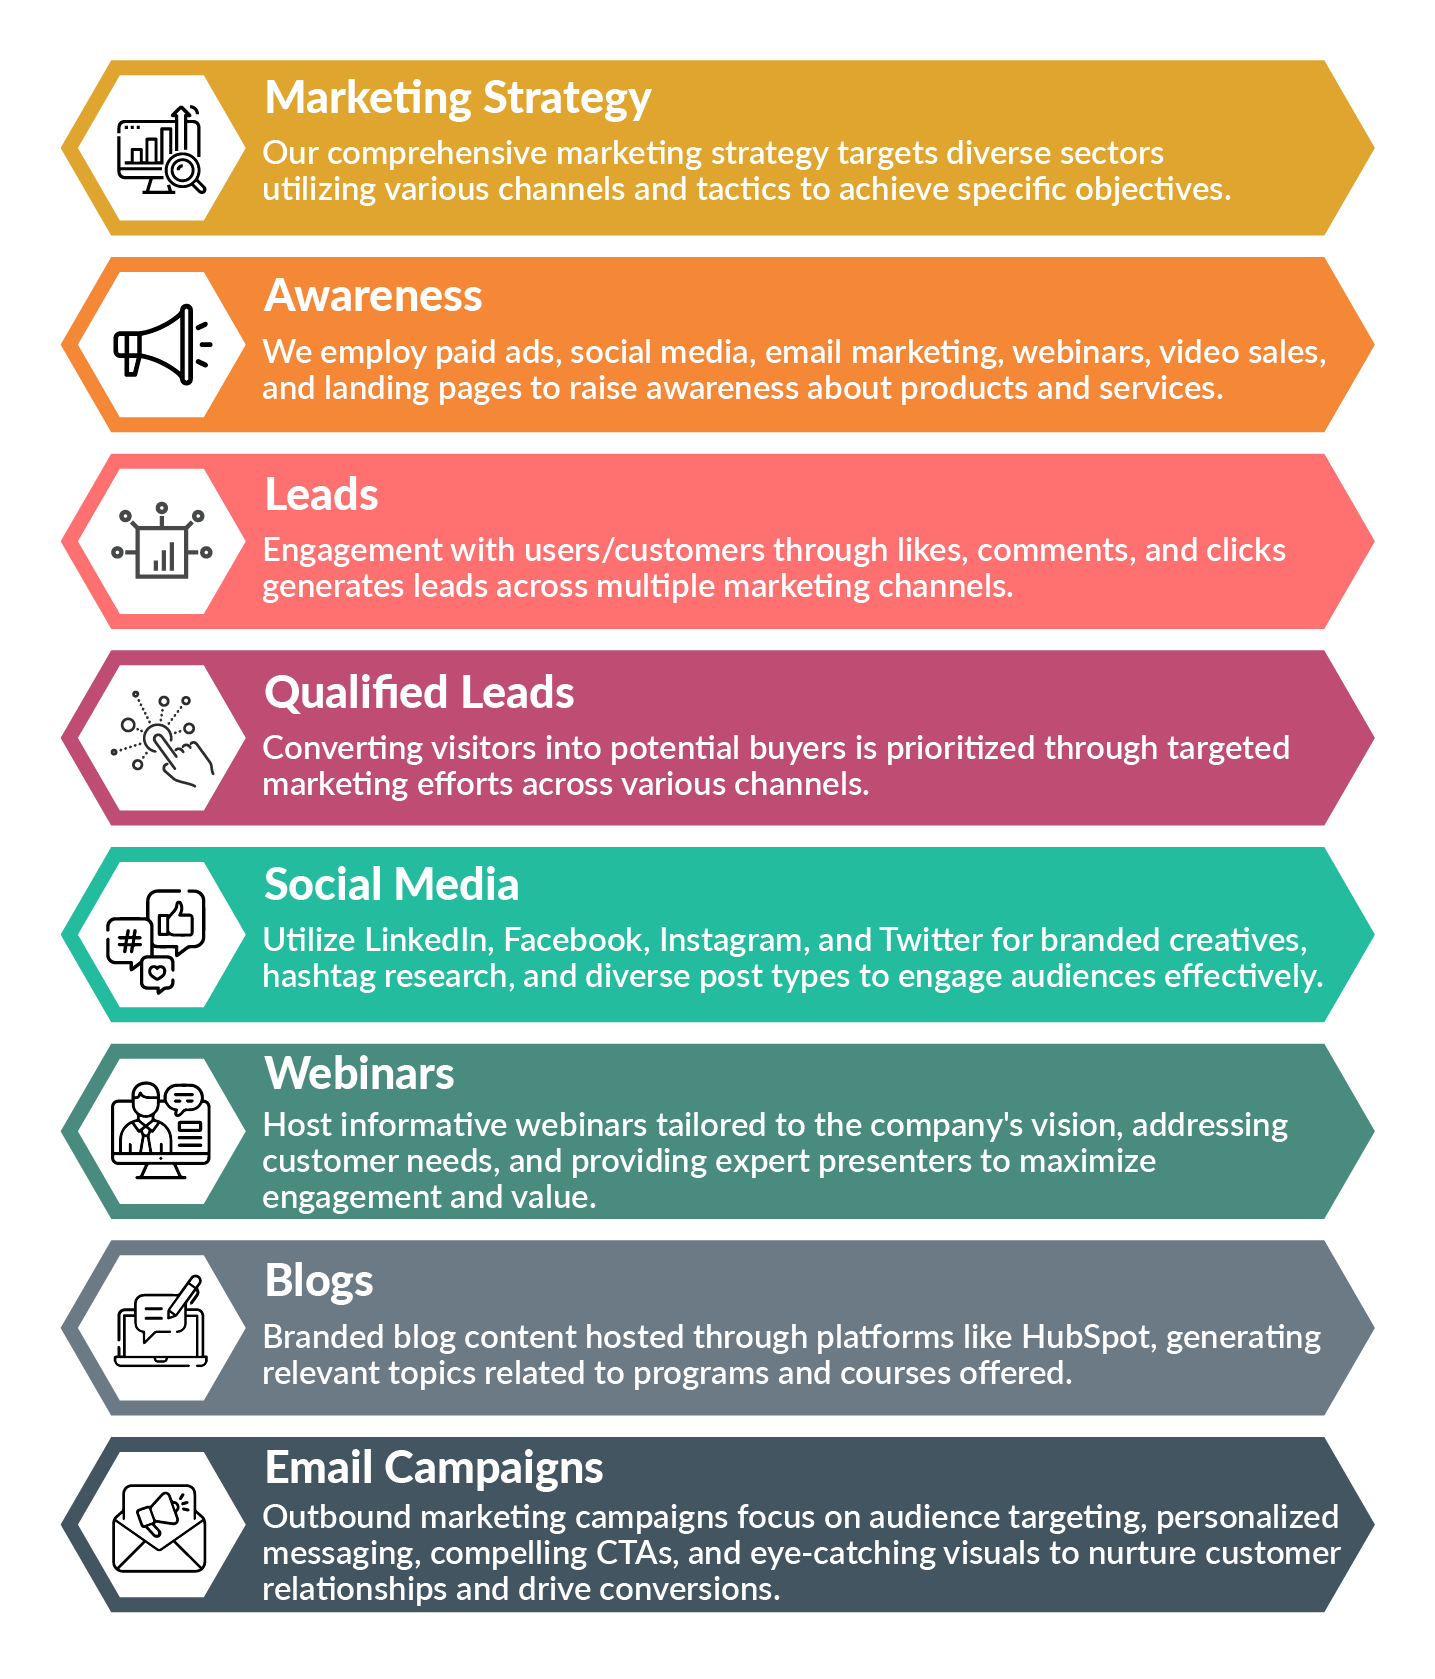 Marketing Strategy
Our comprehensive marketing strategy targets diverse sectors
utilizing various channels and tactics to achieve specific objectives.
Awareness
We employ paid ads, social media, email marketing, webinars, video sales,
and landing pages to raise awareness about products and services.
Leads
Engagement with users/customers through likes, comments, and clicks
generates leads across multiple marketing channels.
Qualified Leads
Converting visitors into potential buyers is prioritized through targeted
marketing efforts across various channels.
#
Social Media
Utilize LinkedIn, Facebook, Instagram, and Twitter for branded creatives,
hashtag research, and diverse post types to engage audiences effectively.
Webinars
Host informative webinars tailored to the company's vision, addressing
customer needs, and providing expert presenters to maximize
engagement and value.
Blogs
Branded blog content hosted through platforms like HubSpot, generating
relevant topics related to programs and courses offered.
Email Campaigns
Outbound marketing campaigns focus on audience targeting, personalized
messaging, compelling CTAs, and eye-catching visuals to nurture customer
relationships and drive conversions.